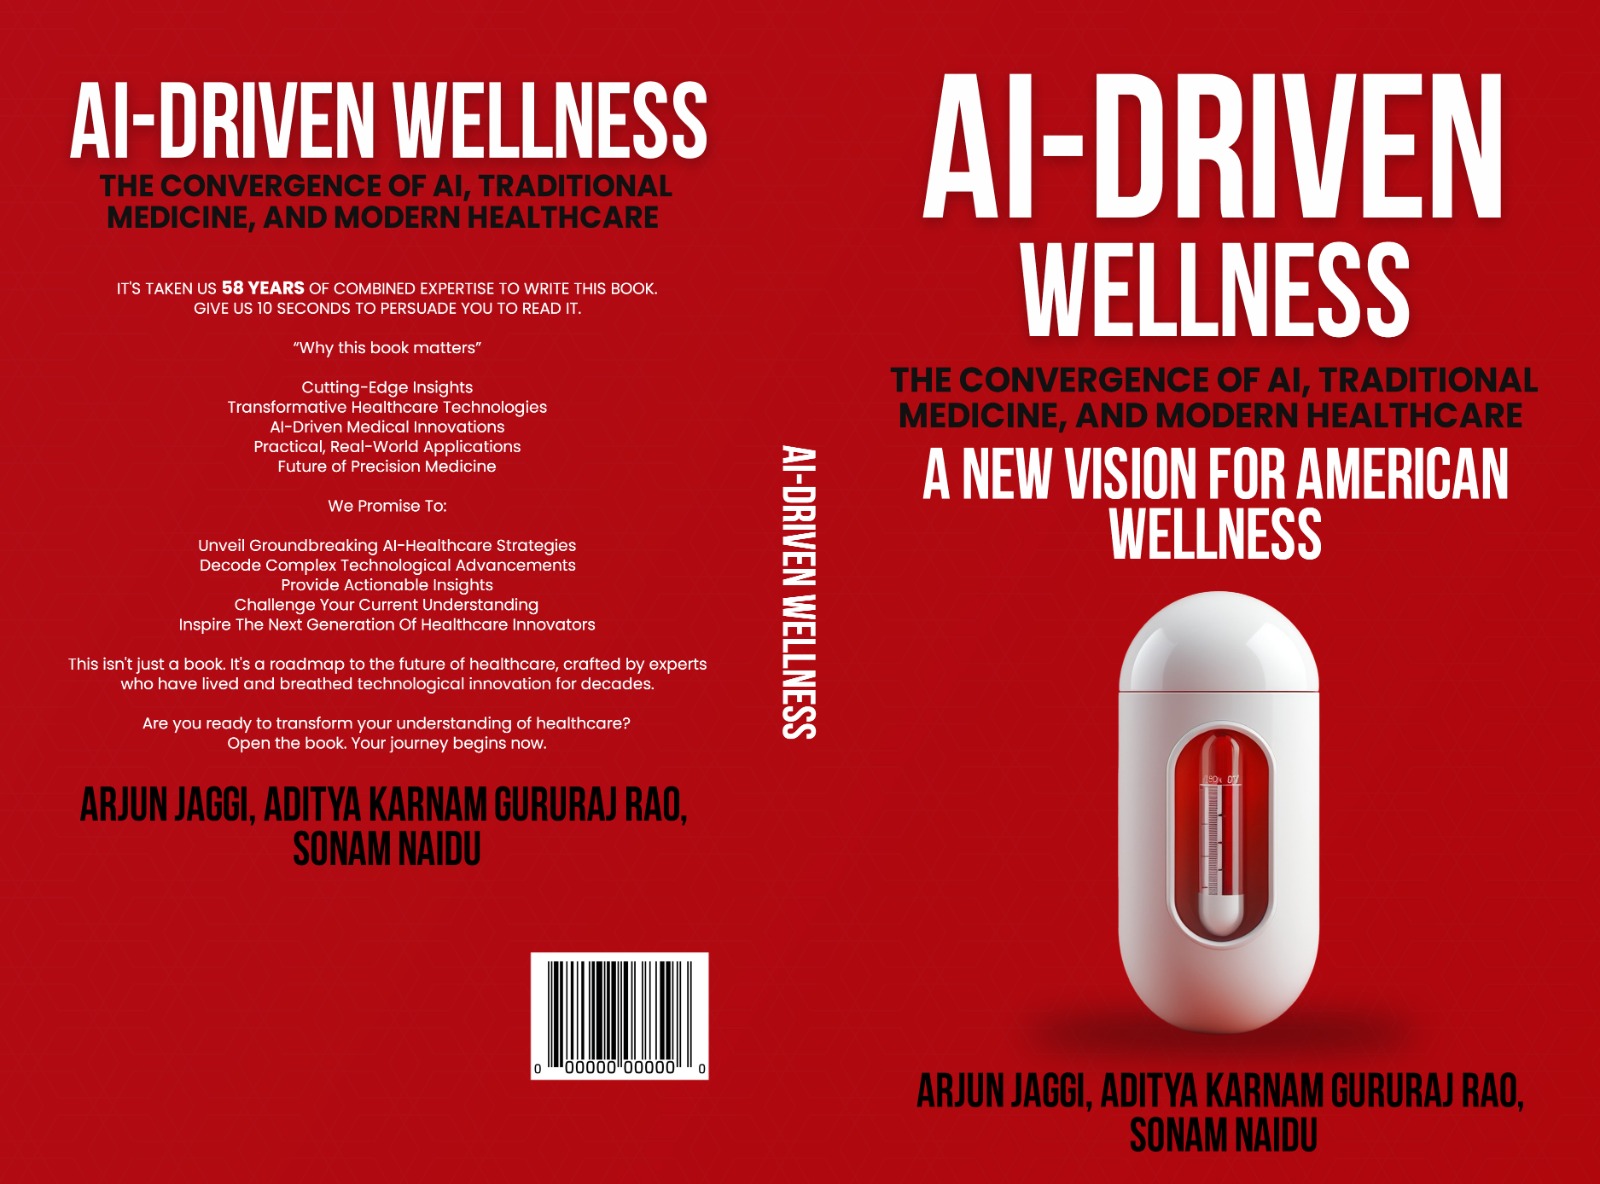 AI-DRIVEN WELLNESS
THE CONVERGENCE OF AI, TRADITIONAL
MEDICINE, AND MODERN HEALTHCARE
IT'S TAKEN US 58 YEARS OF COMBINED EXPERTISE TO WRITE THIS BOOK.
GIVE US 10 SECONDS TO PERSUADE YOU TO READ IT.
“Why this book matters”
Cutting-Edge Insights
Transformative Healthcare Technologies
AI-Driven Medical Innovations
Practical, Real-World Applications
Future of Precision Medicine
We Promise To:
Unveil Groundbreaking AI-Healthcare Strategies
Decode Complex Technological Advancements
Provide Actionable Insights
Challenge Your Current Understanding
Inspire The Next Generation Of Healthcare Innovators
This isn't just a book. It's a roadmap to the future of healthcare, crafted by experts
who have lived and breathed technological innovation for decades.
Are you ready to transform your understanding of healthcare?
Open the book. Your journey begins now.
ARJUN JAGGI, ADITYA KARNAM GURURAJ RAO,
SONAM NAIDU
0 00000 00000 0
AI-DRIVEN WELLNESS
AI-DRIVEN
WELLNESS
THE CONVERGENCE OF AI, TRADITIONAL
MEDICINE, AND MODERN HEALTHCARE
A NEW VISION FOR AMERICAN
WELLNESS
ARJUN JAGGI, ADITYA KARNAM GURURAJ RAO,
SONAM NAIDU